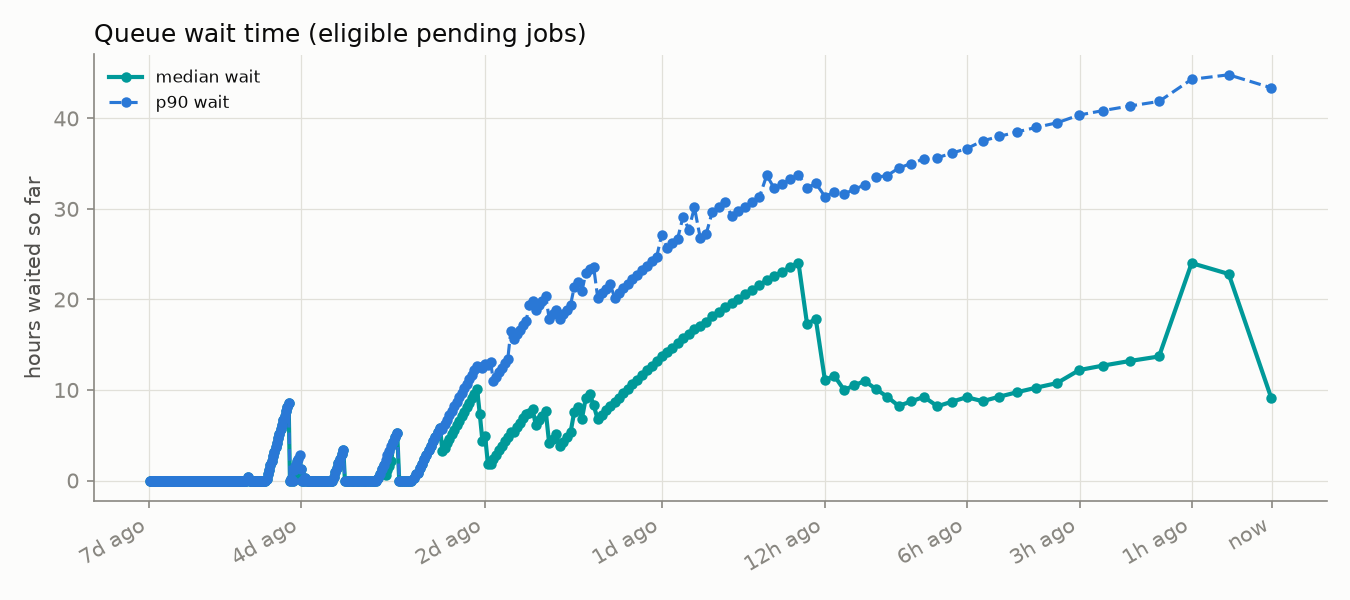 Queue wait time (eligible pending jobs)
median wait
p90 wait
hours waited so far
40
30
20
10
0
7d ago
4d ago
2d ago
1d ago
12h ago
6h ago
3h ago
1h ago
now